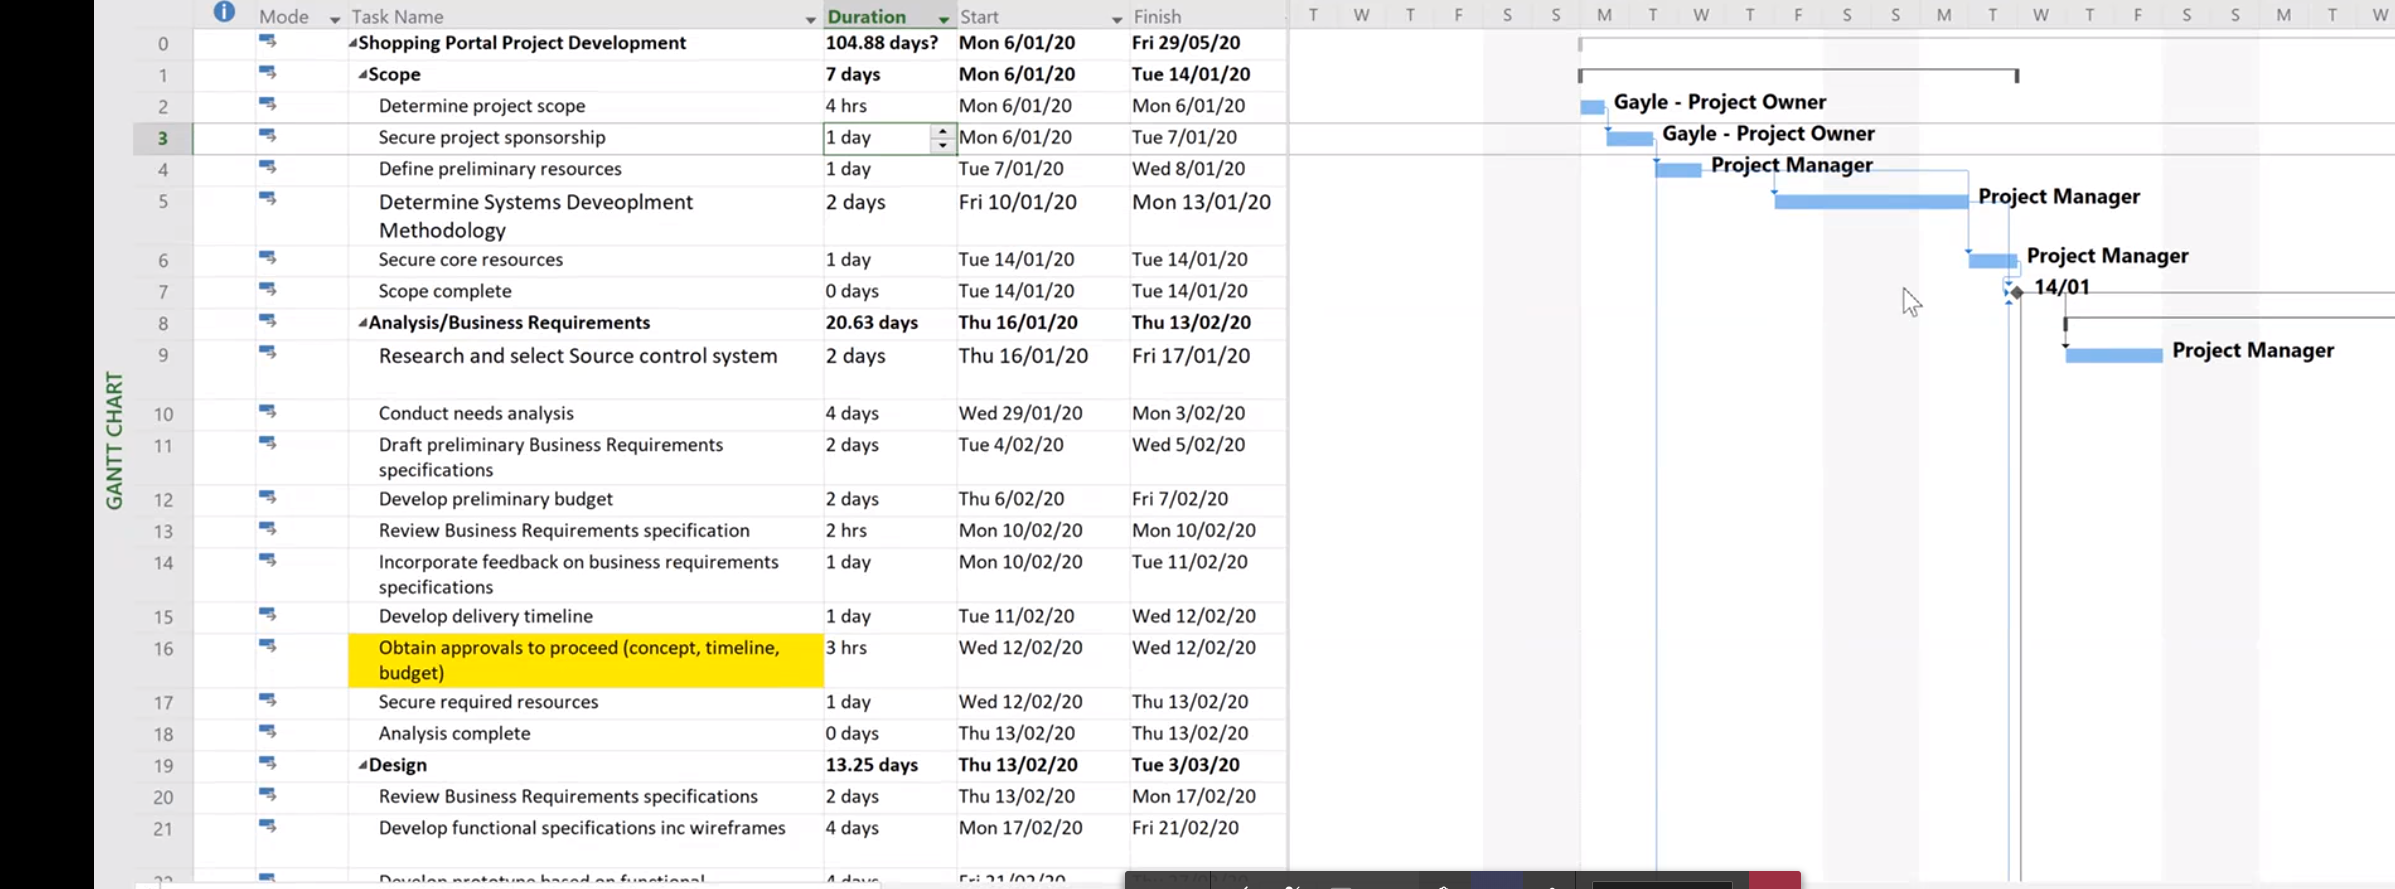 Mode Task Name Duration Start Finish T W T F S S M T W T F S S M T W T F S S M T W
0 Shopping Portal Project Development 104.88 days? Mon 6/01/20 Fri 29/05/20
1 Scope 7 days Mon 6/01/20 Tue 14/01/20
2 Determine project scope 4 hrs Mon 6/01/20 Mon 6/01/20 Gayle - Project Owner
3 Secure project sponsorship 1 day Mon 6/01/20 Tue 7/01/20 Gayle - Project Owner
4 Define preliminary resources 1 day Tue 7/01/20 Wed 8/01/20 Project Manager
5 Determine Systems Deveoplment 2 days Fri 10/01/20 Mon 13/01/20 Project Manager
Methodology
6 Secure core resources 1 day Tue 14/01/20 Tue 14/01/20 Project Manager
7 Scope complete 0 days Tue 14/01/20 Tue 14/01/20 14/01
8 Analysis/Business Requirements 20.63 days Thu 16/01/20 Thu 13/02/20
9 Research and select Source control system 2 days Thu 16/01/20 Fri 17/01/20 Project Manager
10 Conduct needs analysis 4 days Wed 29/01/20 Mon 3/02/20
11 Draft preliminary Business Requirements 2 days Tue 4/02/20 Wed 5/02/20
specifications
12 Develop preliminary budget 2 days Thu 6/02/20 Fri 7/02/20
13 Review Business Requirements specification 2 hrs Mon 10/02/20 Mon 10/02/20
14 Incorporate feedback on business requirements 1 day Mon 10/02/20 Tue 11/02/20
specifications
15 Develop delivery timeline 1 day Tue 11/02/20 Wed 12/02/20
16 Obtain approvals to proceed (concept, timeline, 3 hrs Wed 12/02/20 Wed 12/02/20
budget)
17 Secure required resources 1 day Wed 12/02/20 Thu 13/02/20
18 Analysis complete 0 days Thu 13/02/20 Thu 13/02/20
19 Design 13.25 days Thu 13/02/20 Tue 3/03/20
20 Review Business Requirements specifications 2 days Thu 13/02/20 Mon 17/02/20
21 Develop functional specifications inc wireframes 4 days Mon 17/02/20 Fri 21/02/20
22 Develop prototype based on functional 4 days Fri 21/02/20
GANTT CHART